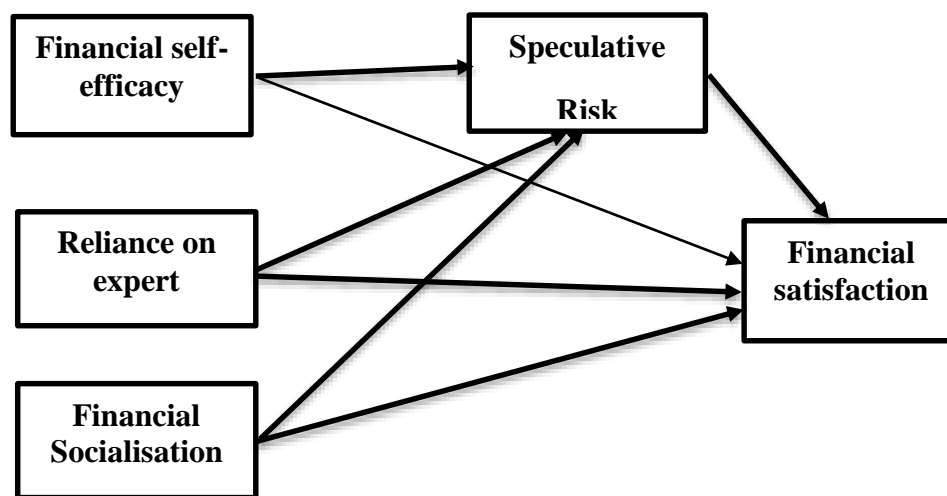 Financial self-
efficacy
Speculative
Risk
Reliance on
expert
Financial
satisfaction
Financial
Socialisation